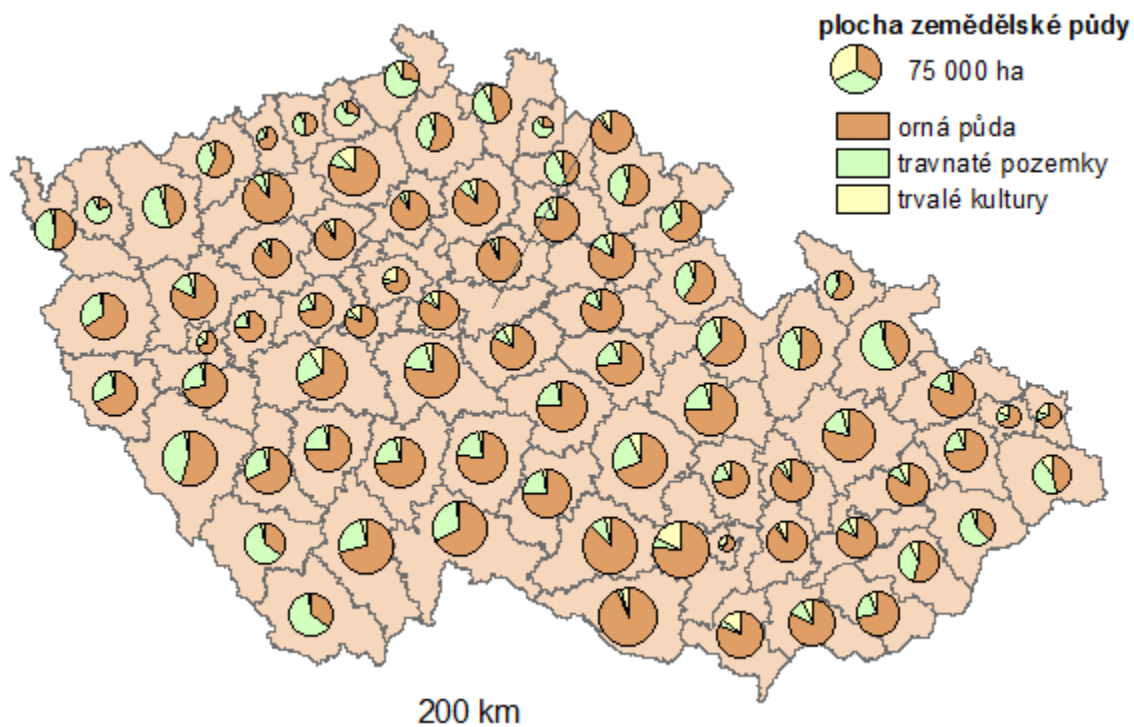 plocha zemědělské půdy
75 000 ha
orná půda
travnaté pozemky
trvalé kultury
200 km